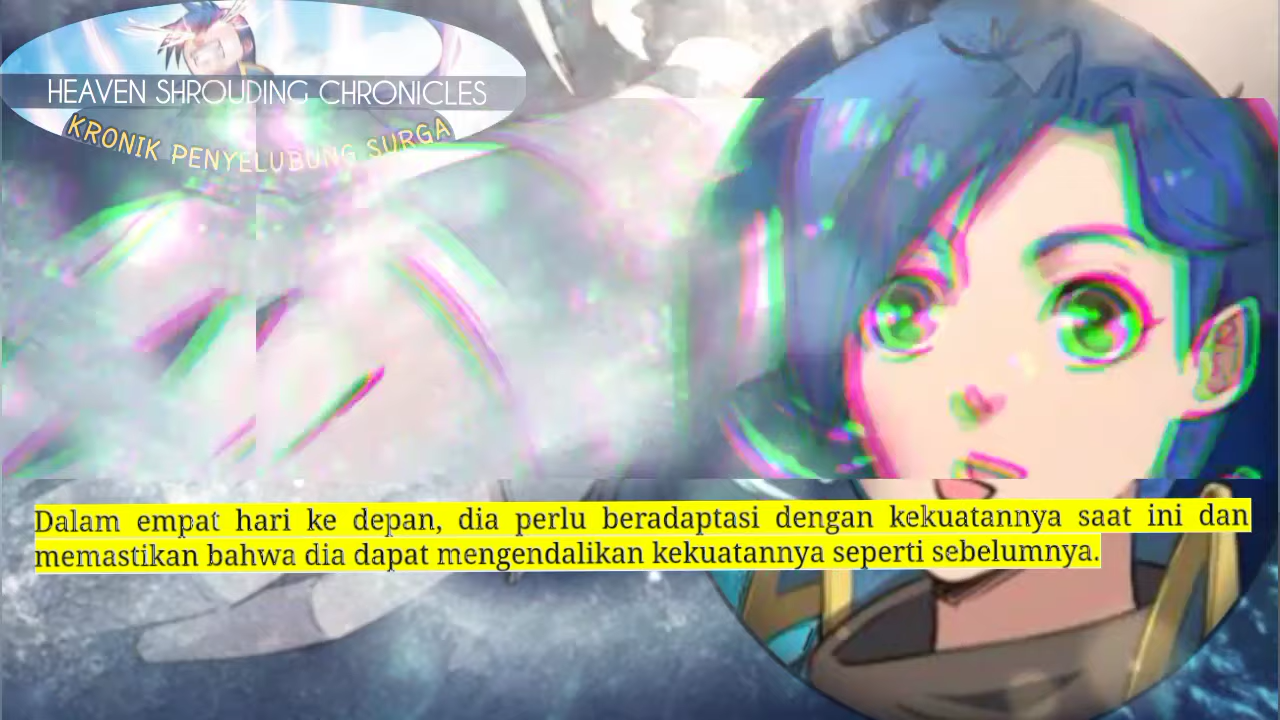 HEAVEN SHROUDING CHRONICLES
KRONIK PENYELUBUNG SURGA
Dalam empat hari ke depan, dia perlu beradaptasi dengan kekuatannya saat ini dan
memastikan bahwa dia dapat mengendalikan kekuatannya seperti sebelumnya.